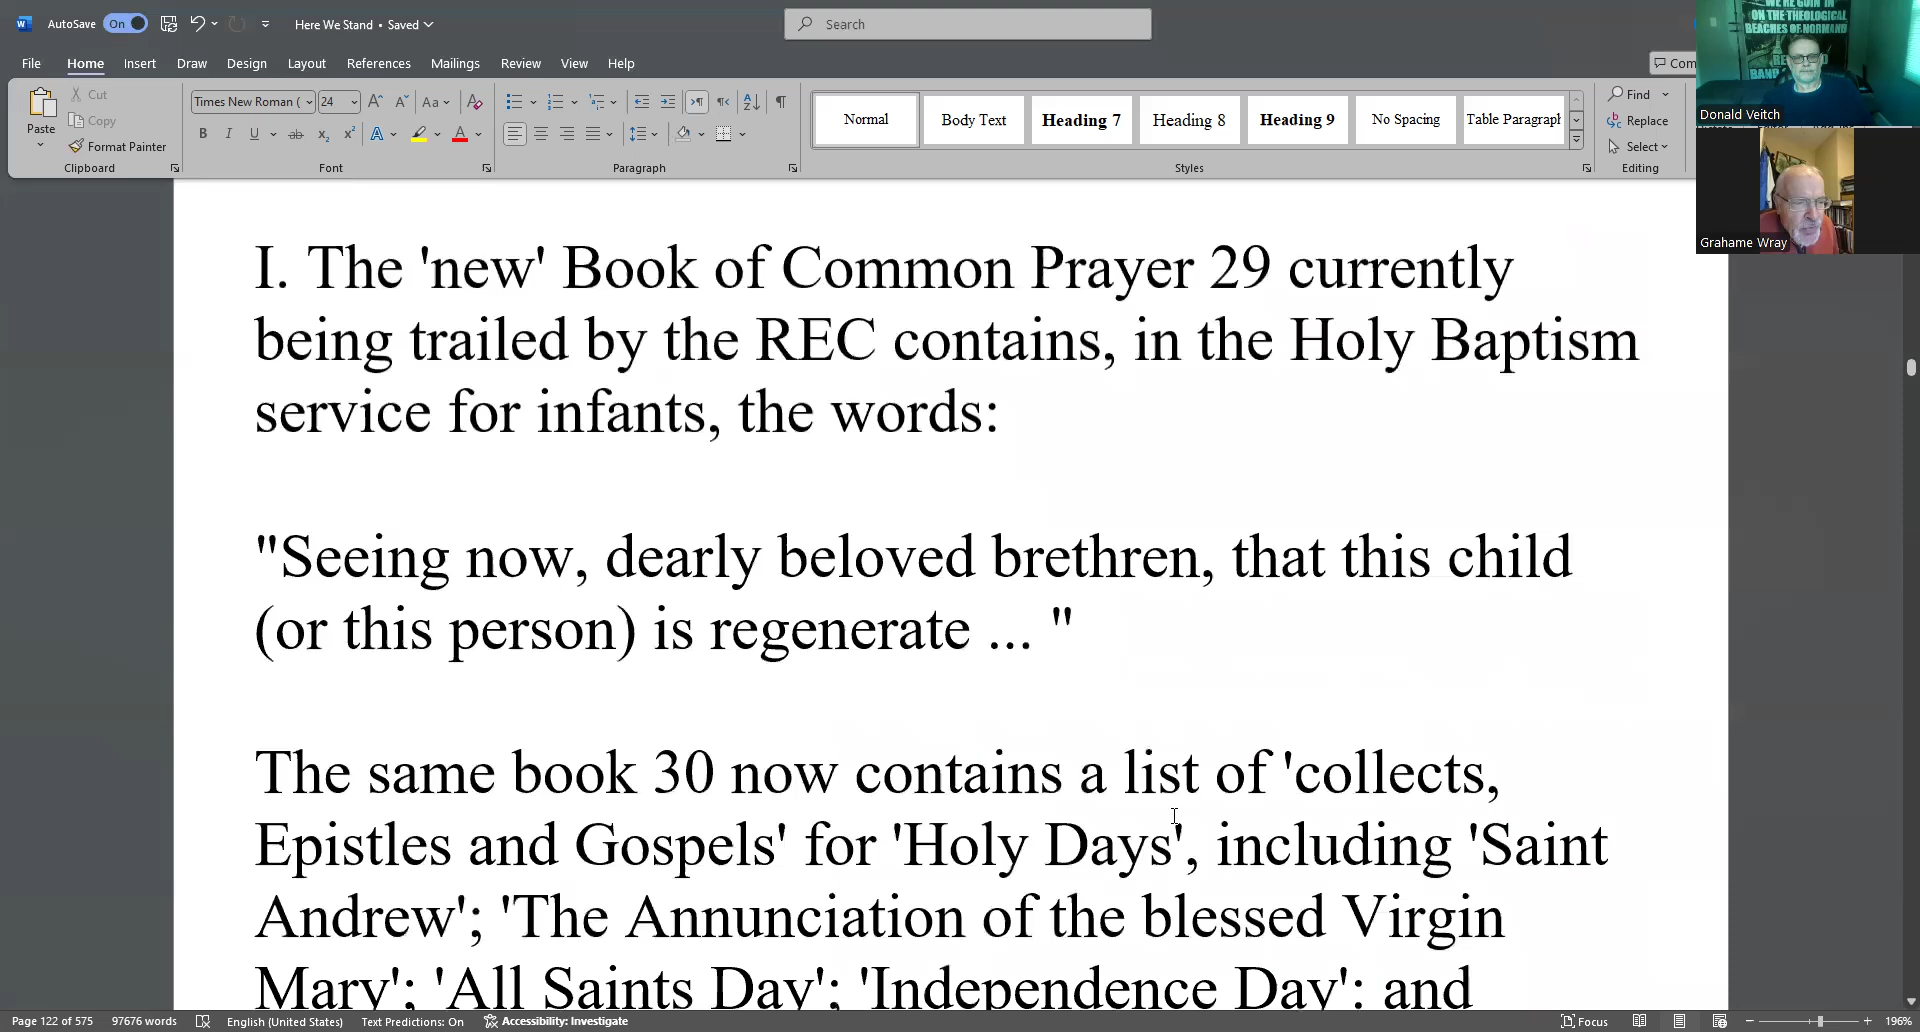 AutoSave On Here We Stand • Saved Search
File Home Insert Draw Design Layout References Mailings Review View Help Com
Paste Cut Copy Format Painter Clipboard
Times New Roman ( 24 Font
Paragraph
Normal Body Text Heading 7 Heading 8 Heading 9 No Spacing Table Paragraph Styles
Find Replace Select Editing
ON THE THEOLOGICAL
BEACHES OF NORMAND
Donald Veitch
Grahame Wray
I. The 'new' Book of Common Prayer 29 currently
being trailed by the REC contains, in the Holy Baptism
service for infants, the words:
"Seeing now, dearly beloved brethren, that this child
(or this person) is regenerate ... "
The same book 30 now contains a list of 'collects,
Epistles and Gospels' for 'Holy Days', including 'Saint
Andrew'; 'The Annunciation of the blessed Virgin
Mary'; 'All Saints Day'; 'Independence Day': and
Page 122 of 575 97676 words English (United States) Text Predictions: On Accessibility: Investigate Focus 196%